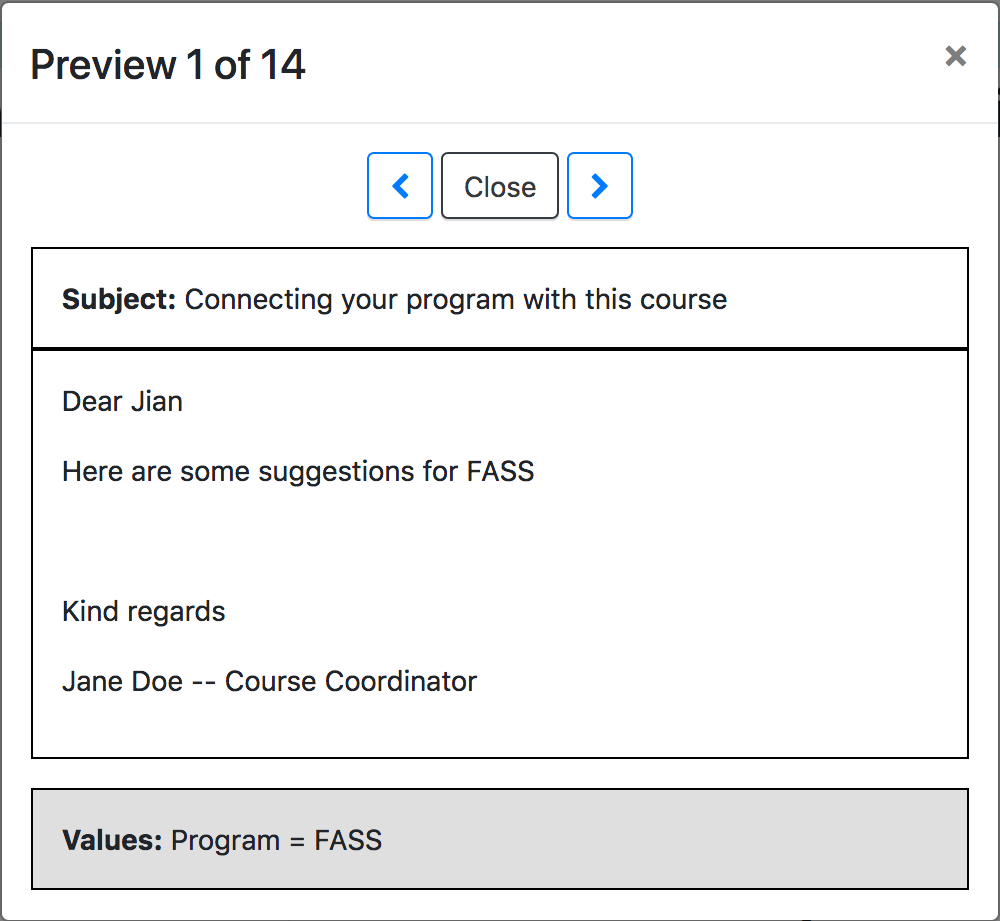 Preview 1 of 14
×
Close
Subject: Connecting your program with this course
Dear Jian
Here are some suggestions for FASS
Kind regards
Jane Doe -- Course Coordinator
Values: Program = FASS